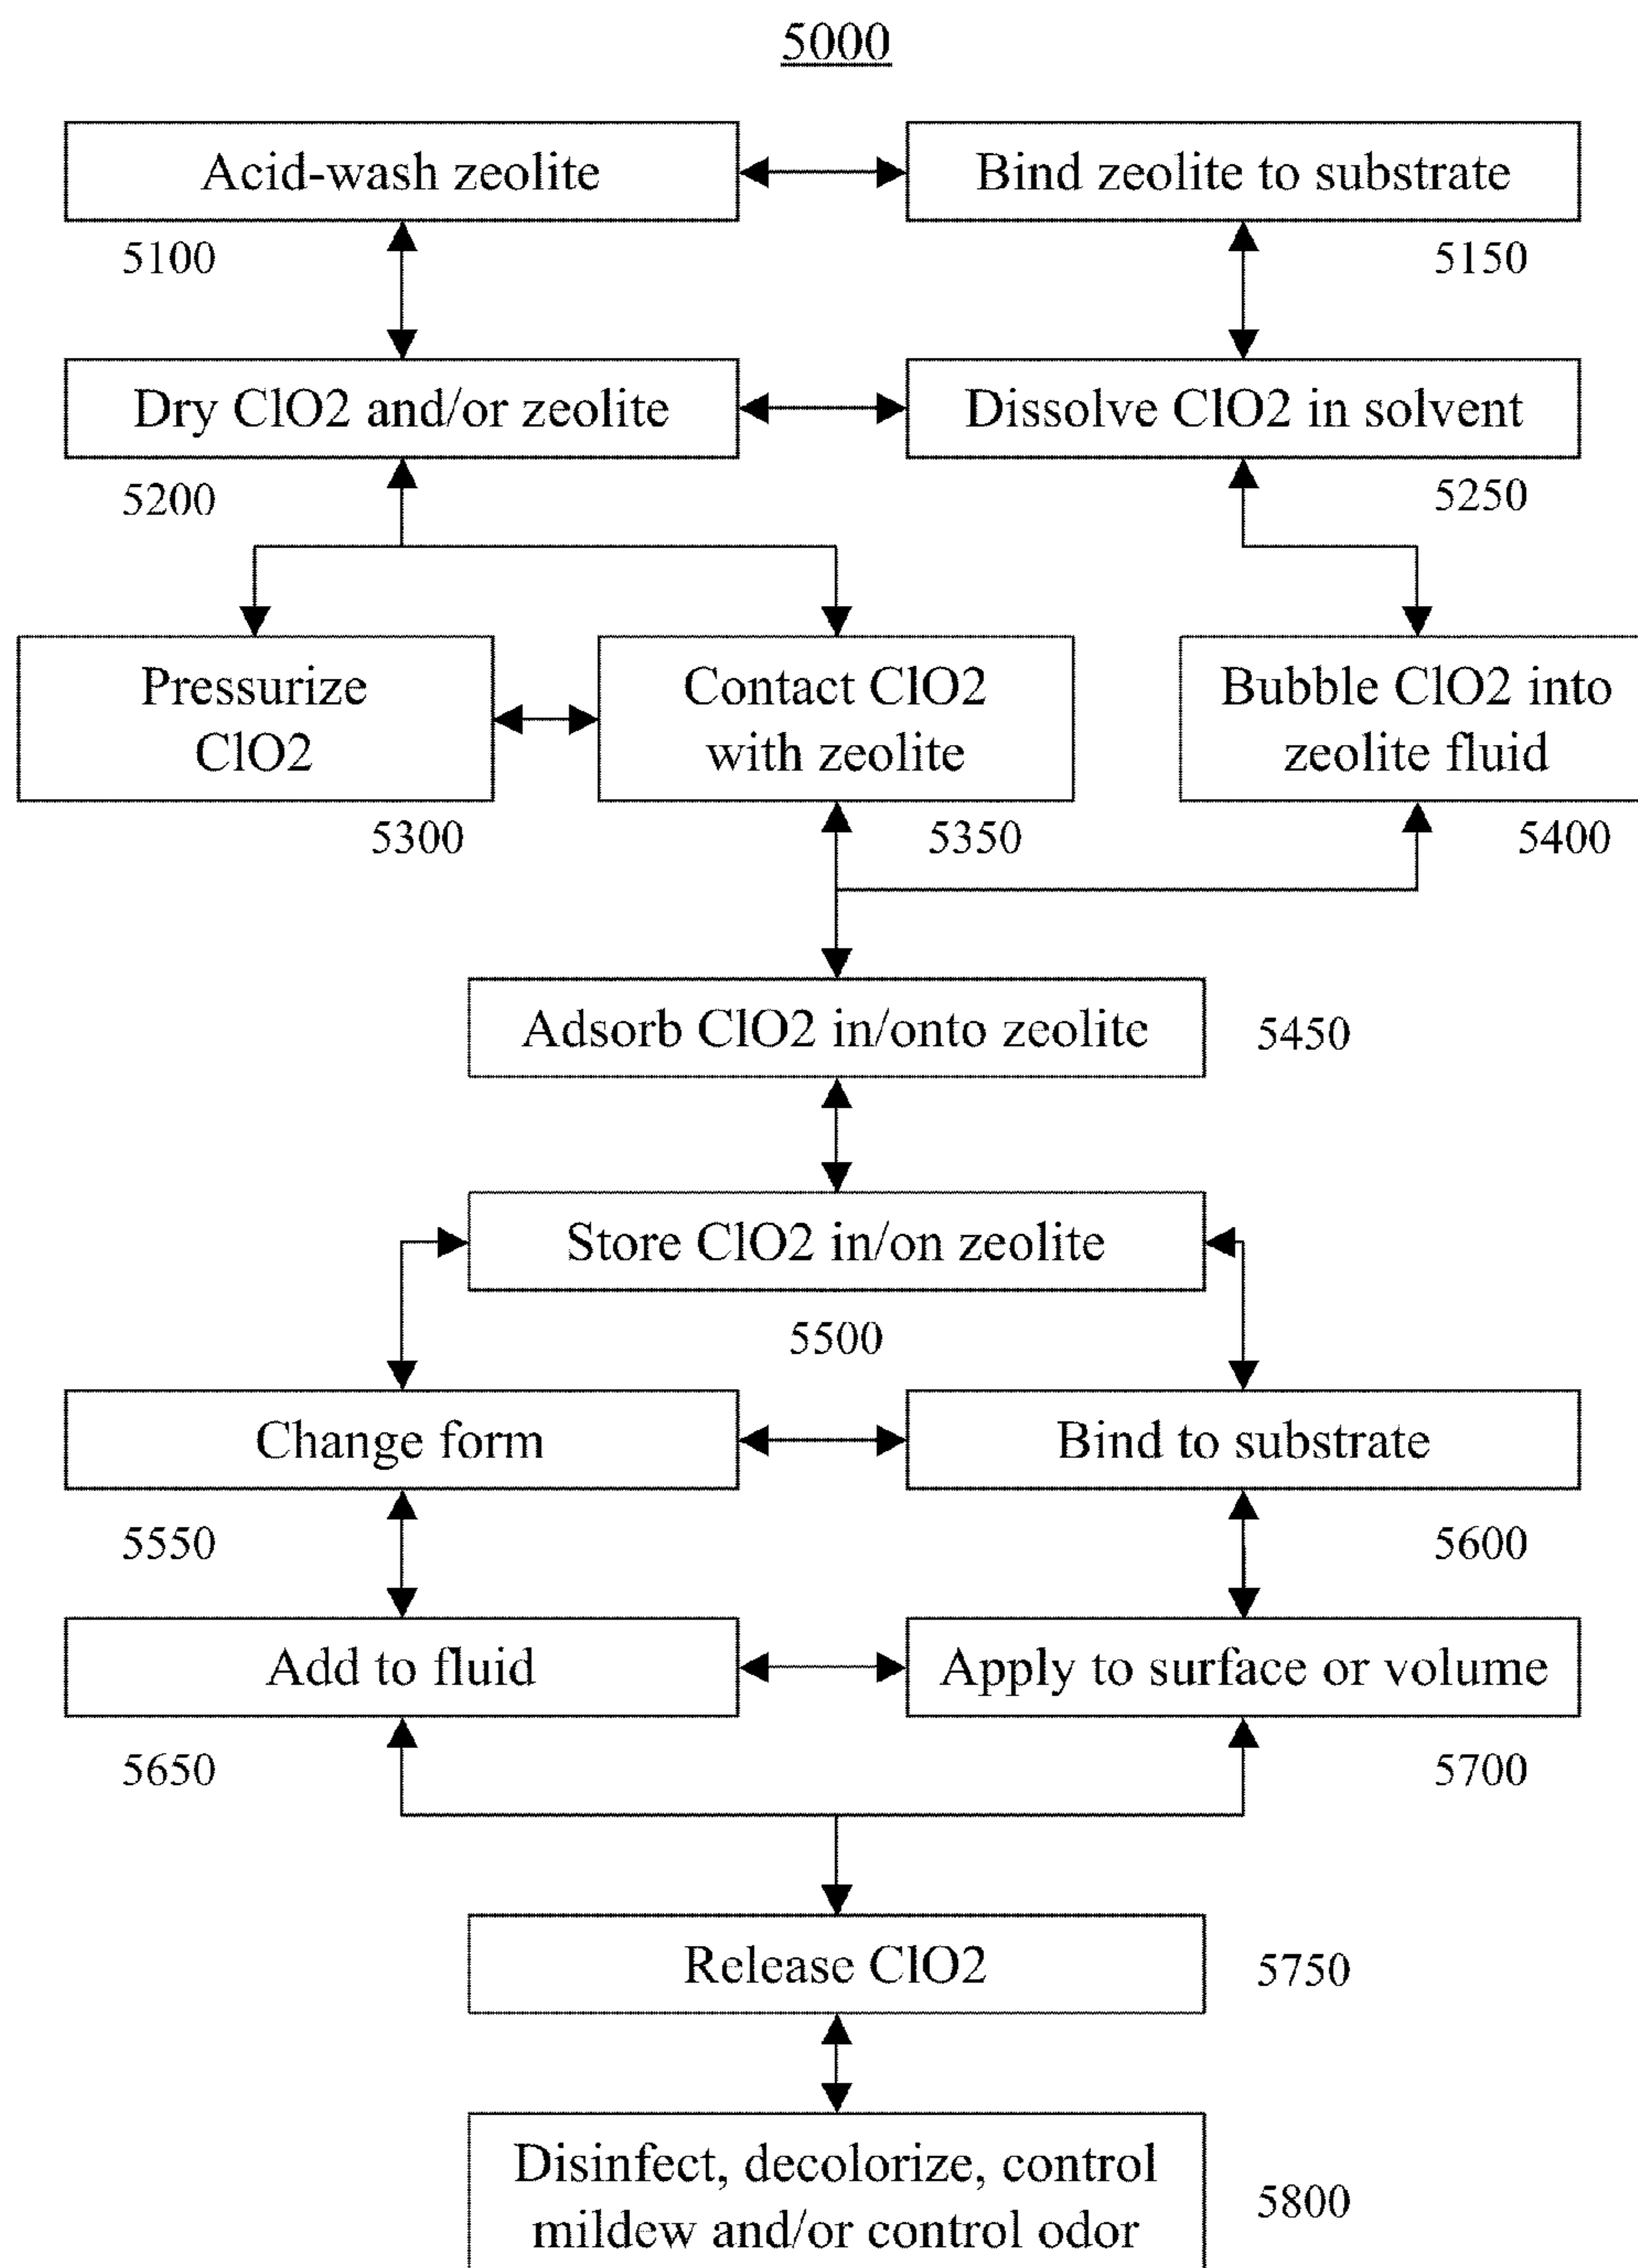 5000
Acid-wash zeolite
Bind zeolite to substrate
5100
5150
Dry ClO2 and/or zeolite
Dissolve ClO2 in solvent
5200
5250
Pressurize
ClO2
Contact ClO2
with zeolite
Bubble ClO2 into
zeolite fluid
5300
5350
5400
Adsorb ClO2 in/onto zeolite
5450
Store ClO2 in/on zeolite
5500
Change form
Bind to substrate
5550
5600
Add to fluid
Apply to surface or volume
5650
5700
Release ClO2
5750
Disinfect, decolorize, control
mildew and/or control odor
5800